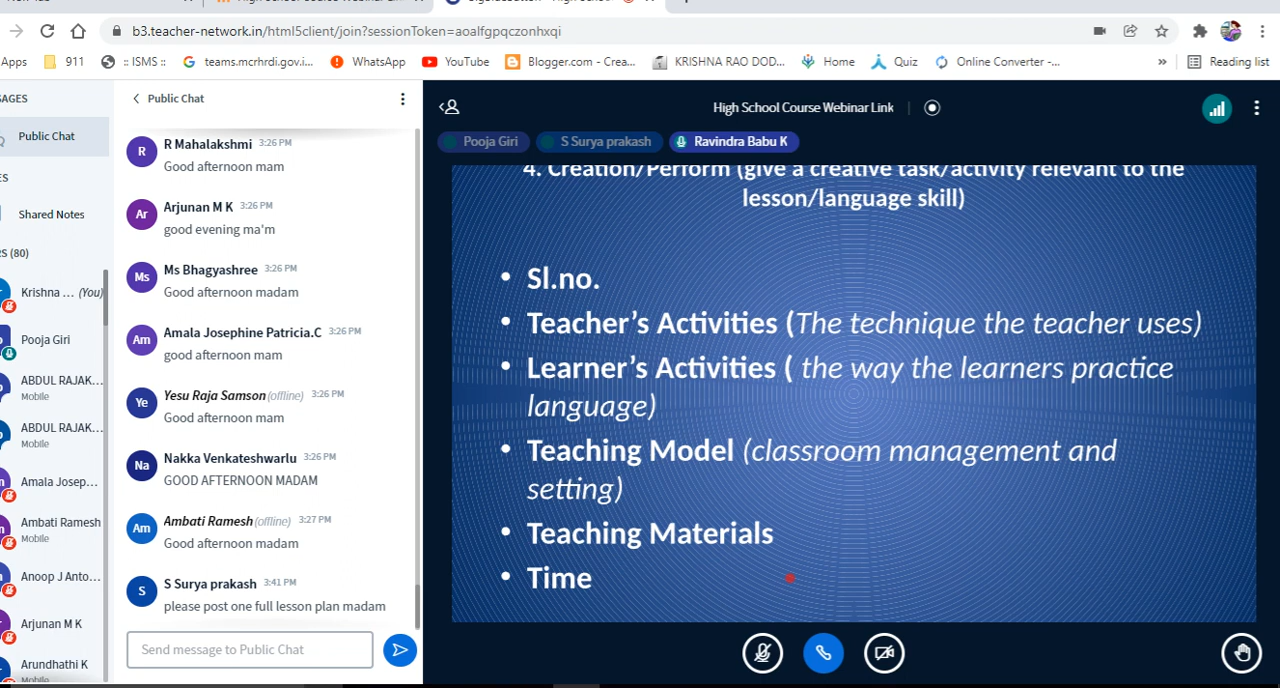 b3.teacher-network.in/html5client/join?sessionToken=aoalfgpqczonhxqi
Apps
911
:: ISMS ::
teams.mcrhrdi.gov.i...
WhatsApp
YouTube
Blogger.com - Crea...
KRISHNA RAO DOD...
Home
Quiz
Online Converter -...
»
Reading list
Public Chat
Shared Notes
(80)
Krishna ... (You)
Pooja Giri
ABDUL RAJAK...
Mobile
ABDUL RAJAK...
Mobile
Amala Josep...
Ambati Ramesh
Mobile
Anoop J Anto...
Arjunan M K
Arundhathi K
Mobile
Public Chat
R
R Mahalakshmi 3:26 PM
Good afternoon mam
Ar
Arjunan M K 3:26 PM
good evening ma'm
Ms
Ms Bhagyashree 3:26 PM
Good afternoon madam
Am
Amala Josephine Patricia.C 3:26 PM
good afternoon mam
Ye
Yesu Raja Samson (offline) 3:26 PM
Good afternoon mam
Na
Nakka Venkateshwarlu 3:26 PM
GOOD AFTERNOON MADAM
Am
Ambati Ramesh (offline) 3:27 PM
Good afternoon madam
S
S Surya prakash 3:41 PM
please post one full lesson plan madam
Send message to Public Chat
High School Course Webinar Link
Pooja Giri
S Surya prakash
Ravindra Babu K
4. Creation/Perform (give a creative task/activity relevant to the
lesson/language skill)
• Sl.no.
• Teacher’s Activities (The technique the teacher uses)
• Learner’s Activities ( the way the learners practice
language)
• Teaching Model (classroom management and
setting)
• Teaching Materials
• Time